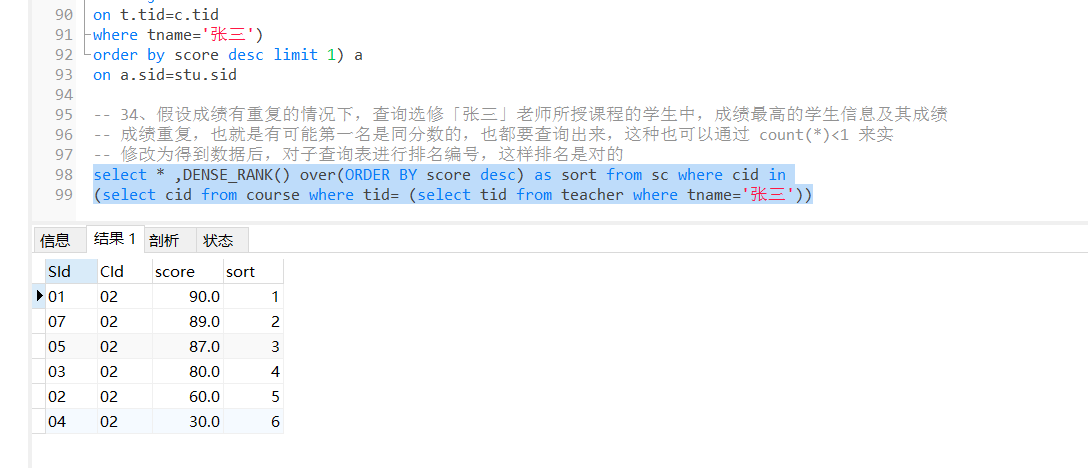 90 on t.tid=c.tid
91 where tname='张三')
92 order by score desc limit 1) a
93 on a.sid=stu.sid
94
95 -- 34、假设成绩有重复的情况下，查询选修「张三」老师所授课程的学生中，成绩最高的学生信息及其成绩
96 -- 成绩重复，也就是有可能第一名是同分数的，也都要查询出来，这种也可以通过 count(*)<1 来实
97 -- 修改为得到数据后，对子查询表进行排名编号，这样排名是对的
98 select * ,DENSE_RANK() over(ORDER BY score desc) as sort from sc where cid in
99 (select cid from course where tid= (select tid from teacher where tname='张三'))
信息 结果 1 剖析 状态
SId CId score sort
01 02 90.0 1
07 02 89.0 2
05 02 87.0 3
03 02 80.0 4
02 02 60.0 5
04 02 30.0 6